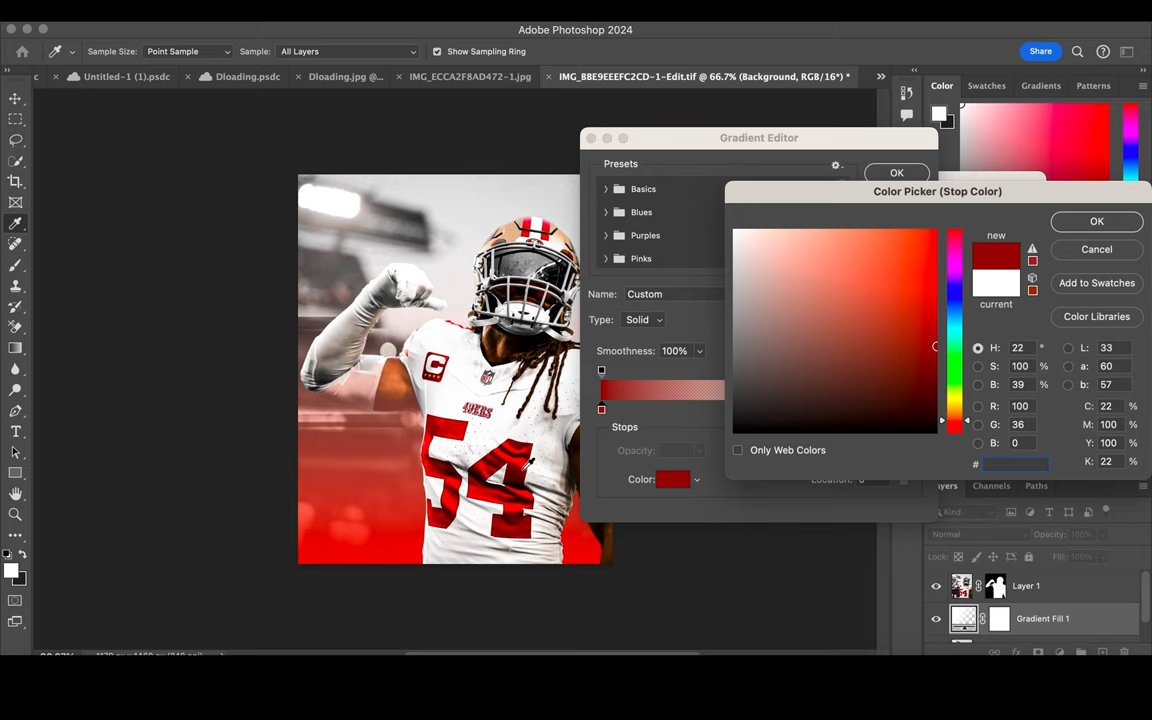 Adobe Photoshop 2024
Sample Size: Point Sample Sample: All Layers Show Sampling Ring Share
c × Untitled-1 (1).psdc × Dloading.psdc × Dloading.jpg @... × IMG_ECCA2F8AD472-1.jpg × IMG_BBE9EEEFC2CD-1-Edit.tif @ 66.7% (Background, RGB/16*) *
Color Swatches Gradients Patterns
Gradient Editor
Presets
OK
Basics
Blues
Purples
Pinks
Name: Custom
Type: Solid
Smoothness: 100%
Stops
Opacity:
Color:
Location: 0
Color Picker (Stop Color)
new
current
OK
Cancel
Add to Swatches
Color Libraries
H: 22 °
S: 100 %
B: 39 %
R: 100
G: 36
B: 0
#
L: 33
a: 60
b: 57
C: 22 %
M: 100 %
Y: 100 %
K: 22 %
Only Web Colors
C
NFL
49ERS
54
Layers Channels Paths
Kind
Normal Opacity: 100%
Lock: Fill: 100%
Layer 1
Gradient Fill 1